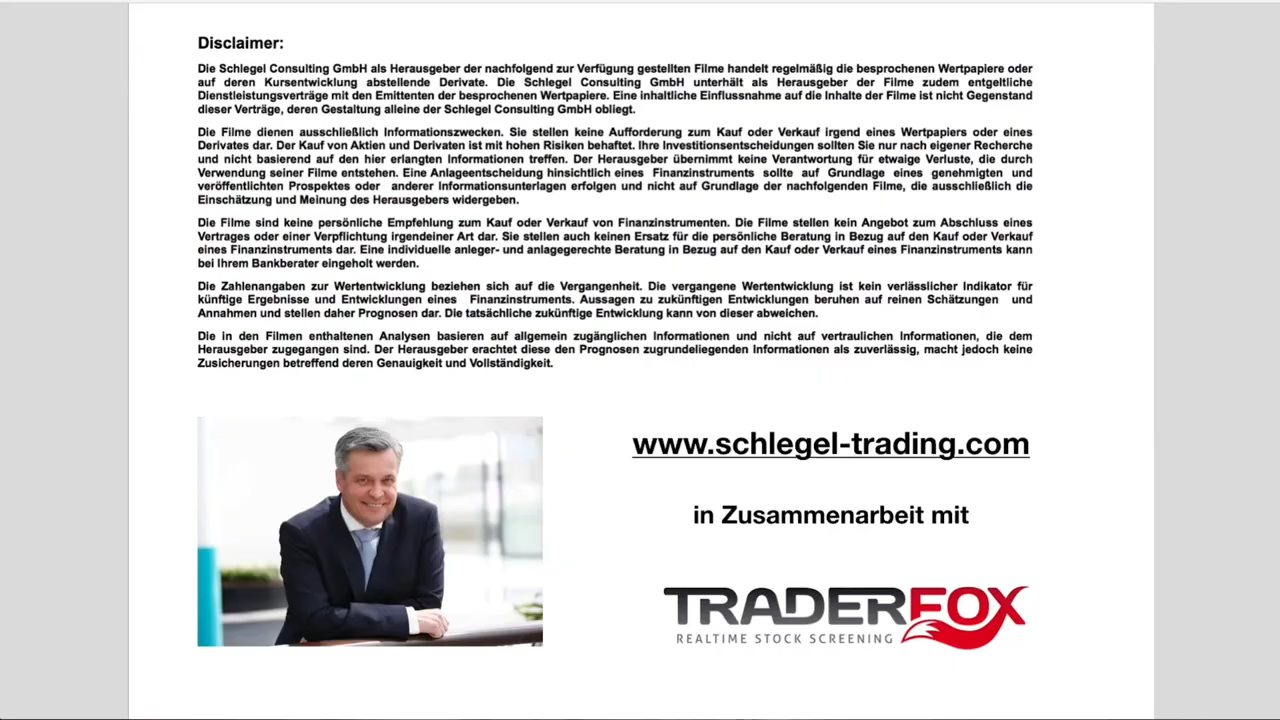 Disclaimer:
Die Schlegel Consulting GmbH als Herausgeber der nachfolgend zur Verfügung gestellten Filme handelt regelmäßig die besprochenen Wertpapiere oder
auf deren Kursentwicklung abstellende Derivate. Die Schlegel Consulting GmbH unterhält als Herausgeber der Filme zudem entgeltliche
Dienstleistungsverträge mit den Emittenten der besprochenen Wertpapiere. Eine inhaltliche Einflussnahme auf die Inhalte der Filme ist nicht Gegenstand
dieser Verträge, deren Gestaltung alleine der Schlegel Consulting GmbH obliegt.
Die Filme dienen ausschließlich Informationszwecken. Sie stellen keine Aufforderung zum Kauf oder Verkauf irgend eines Wertpapiers oder eines
Derivates dar. Der Kauf von Aktien und Derivaten ist mit hohen Risiken behaftet. Ihre Investitionsentscheidungen sollten Sie nur nach eigener Recherche
und nicht basierend auf den hier erlangten Informationen treffen. Der Herausgeber übernimmt keine Verantwortung für etwaige Verluste, die durch
Verwendung seiner Filme entstehen. Eine Anlageentscheidung hinsichtlich eines Finanzinstruments sollte auf Grundlage eines genehmigten und
veröffentlichten Prospektes oder anderer Informationsunterlagen erfolgen und nicht auf Grundlage der nachfolgenden Filme, die ausschließlich die
Einschätzung und Meinung des Herausgebers widergeben.
Die Filme sind keine persönliche Empfehlung zum Kauf oder Verkauf von Finanzinstrumenten. Die Filme stellen kein Angebot zum Abschluss eines
Vertrages oder einer Verpflichtung irgendeiner Art dar. Sie stellen auch keinen Ersatz für die persönliche Beratung in Bezug auf den Kauf oder Verkauf
eines Finanzinstruments dar. Eine individuelle anleger- und anlagegerechte Beratung in Bezug auf den Kauf oder Verkauf eines Finanzinstruments kann
bei Ihrem Bankberater eingeholt werden.
Die Zahlenangaben zur Wertentwicklung beziehen sich auf die Vergangenheit. Die vergangene Wertentwicklung ist kein verlässlicher Indikator für
künftige Ergebnisse und Entwicklungen eines Finanzinstruments. Aussagen zu zukünftigen Entwicklungen beruhen auf reinen Schätzungen und
Annahmen und stellen daher Prognosen dar. Die tatsächliche zukünftige Entwicklung kann von dieser abweichen.
Die in den Filmen enthaltenen Analysen basieren auf allgemein zugänglichen Informationen und nicht auf vertraulichen Informationen, die dem
Herausgeber zugegangen sind. Der Herausgeber erachtet diese den Prognosen zugrundeliegenden Informationen als zuverlässig, macht jedoch keine
Zusicherungen betreffend deren Genauigkeit und Vollständigkeit.
www.schlegel-trading.com
in Zusammenarbeit mit
TRADERFOX
REALTIME STOCK SCREENING